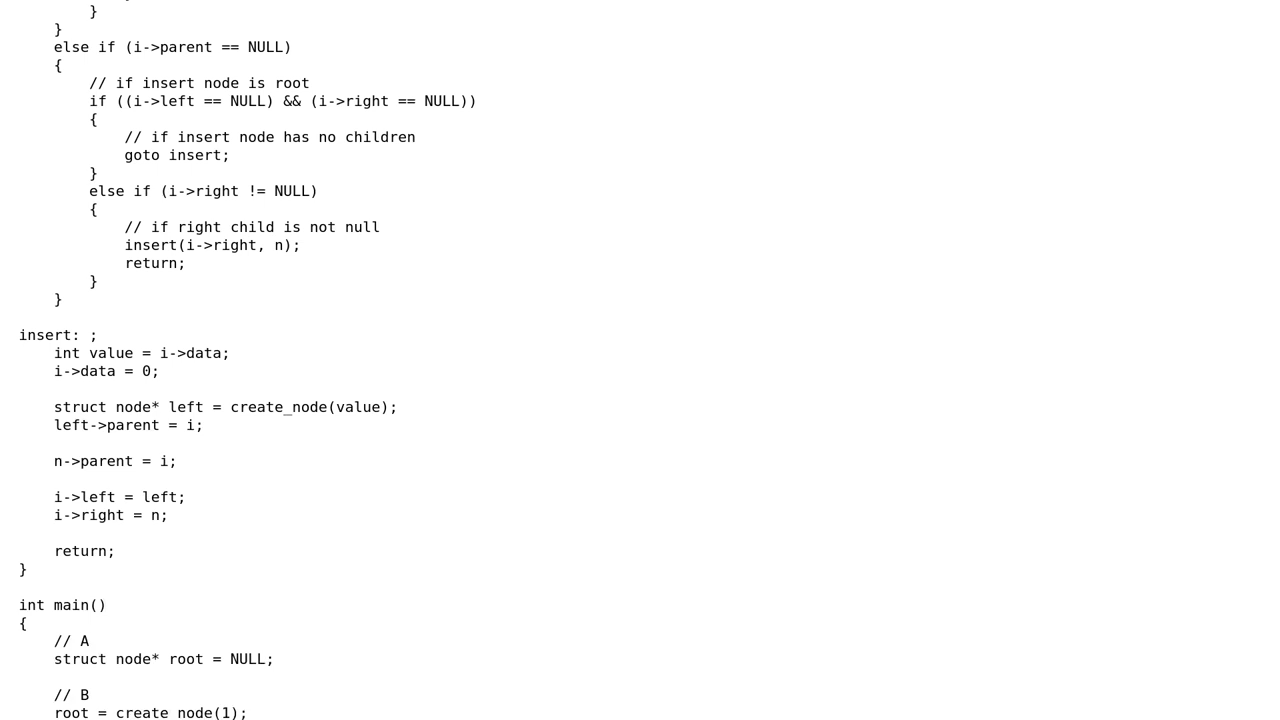 }
    }
    else if (i->parent == NULL)
    {
        // if insert node is root
        if ((i->left == NULL) && (i->right == NULL))
        {
            // if insert node has no children
            goto insert;
        }
        else if (i->right != NULL)
        {
            // if right child is not null
            insert(i->right, n);
            return;
        }
    }

insert: ;
    int value = i->data;
    i->data = 0;

    struct node* left = create_node(value);
    left->parent = i;

    n->parent = i;

    i->left = left;
    i->right = n;

    return;
}

int main()
{
    // A
    struct node* root = NULL;

    // B
    root = create_node(1);